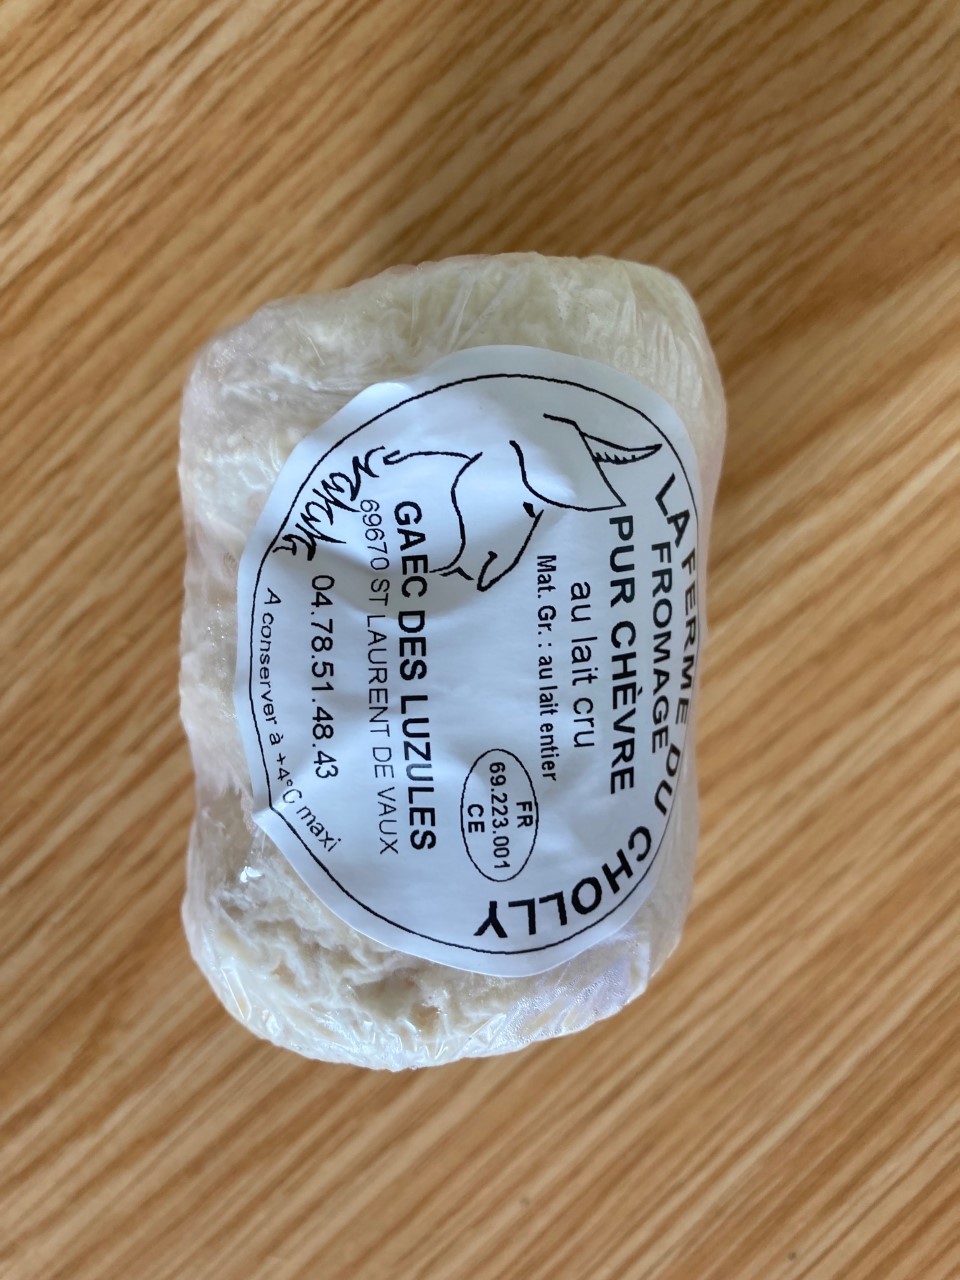 LA FERME DU CHOLLY
FROMAGE
PUR CHÈVRE
au lait cru
Mat. Gr. : au lait entier
FR
69.223.001
CE
GAEC DES LUZULES
69670 ST LAURENT DE VAUX
04.78.51.48.43
A conserver à +4°C maxi